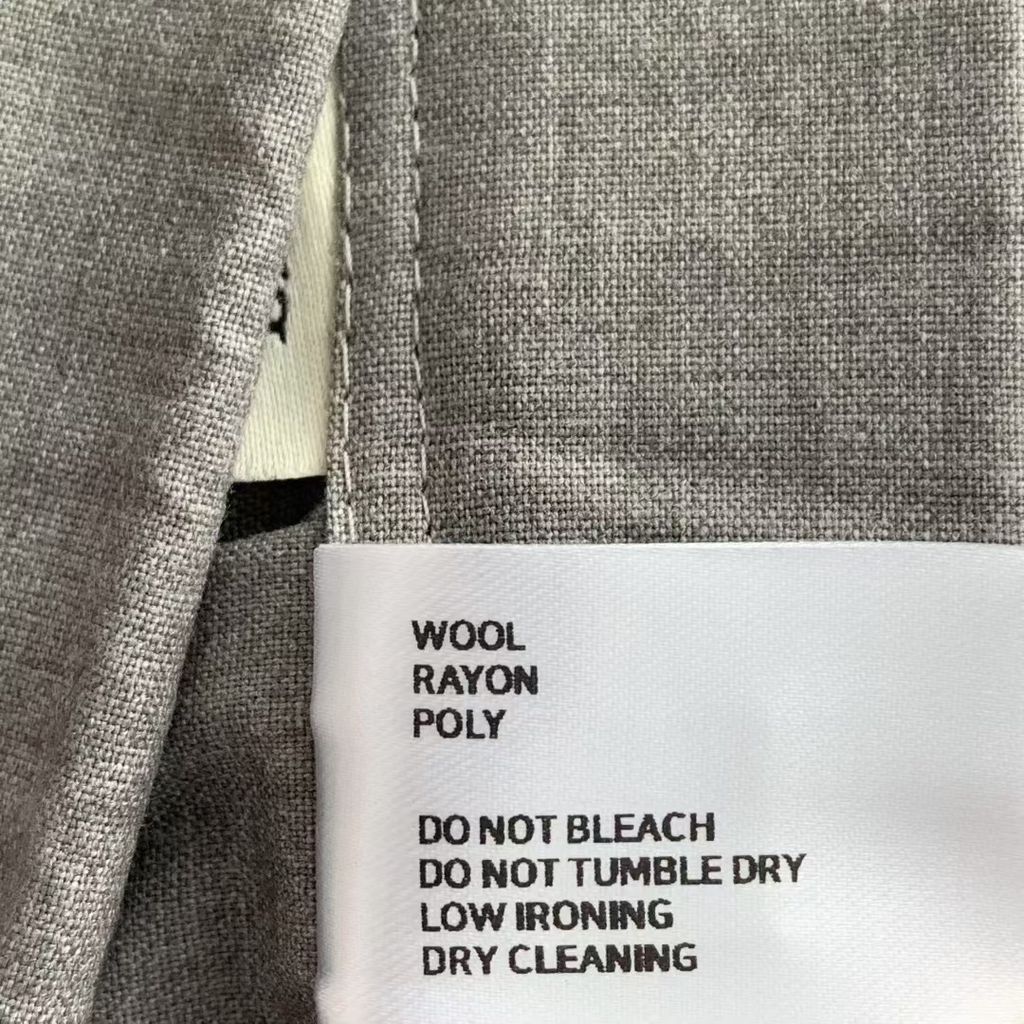 WOOL
RAYON
POLY
DO NOT BLEACH
DO NOT TUMBLE DRY
LOW IRONING
DRY CLEANING